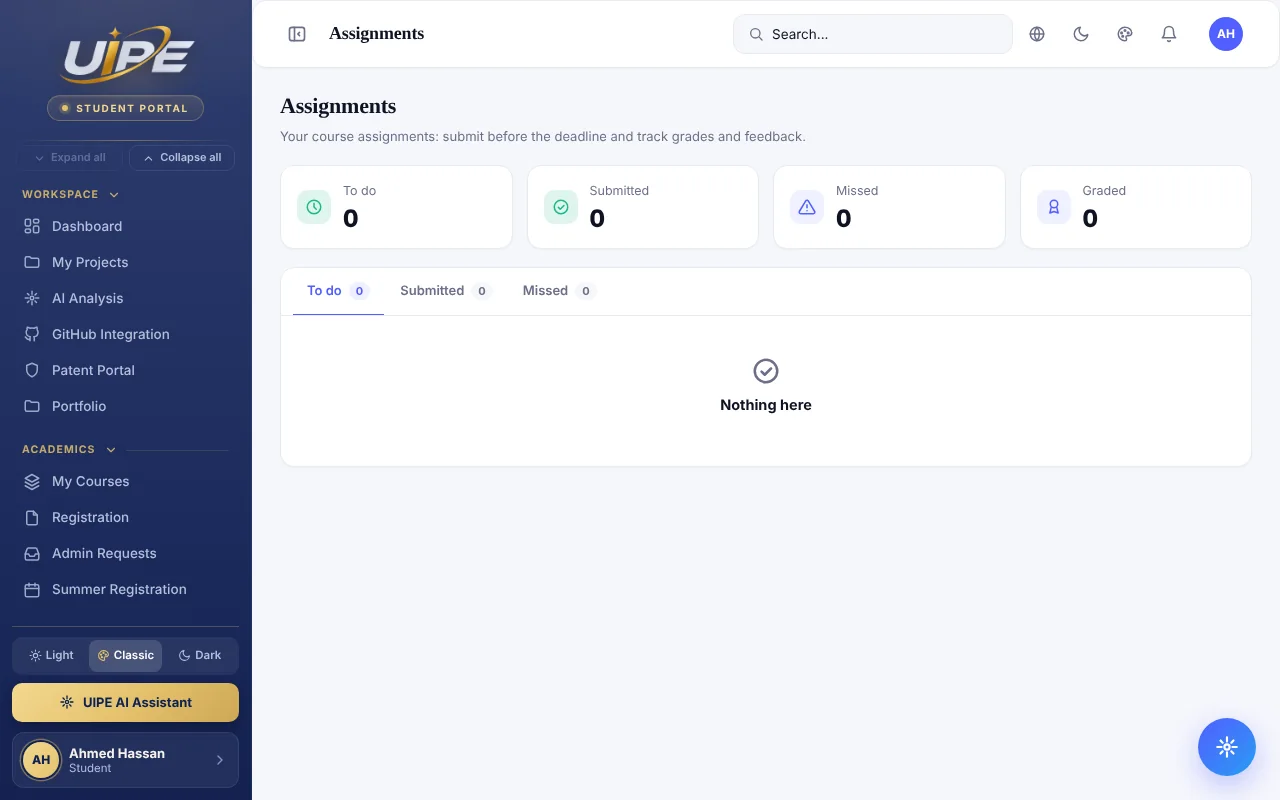 UIPE
STUDENT PORTAL
Expand all
Collapse all
WORKSPACE
Dashboard
My Projects
AI Analysis
GitHub Integration
Patent Portal
Portfolio
ACADEMICS
My Courses
Registration
Admin Requests
Summer Registration
Light
Classic
Dark
UIPE AI Assistant
AH
Ahmed Hassan
Student
Assignments
Search...
AH
Assignments
Your course assignments: submit before the deadline and track grades and feedback.
To do
0
Submitted
0
Missed
0
Graded
0
To do 0
Submitted 0
Missed 0
Nothing here